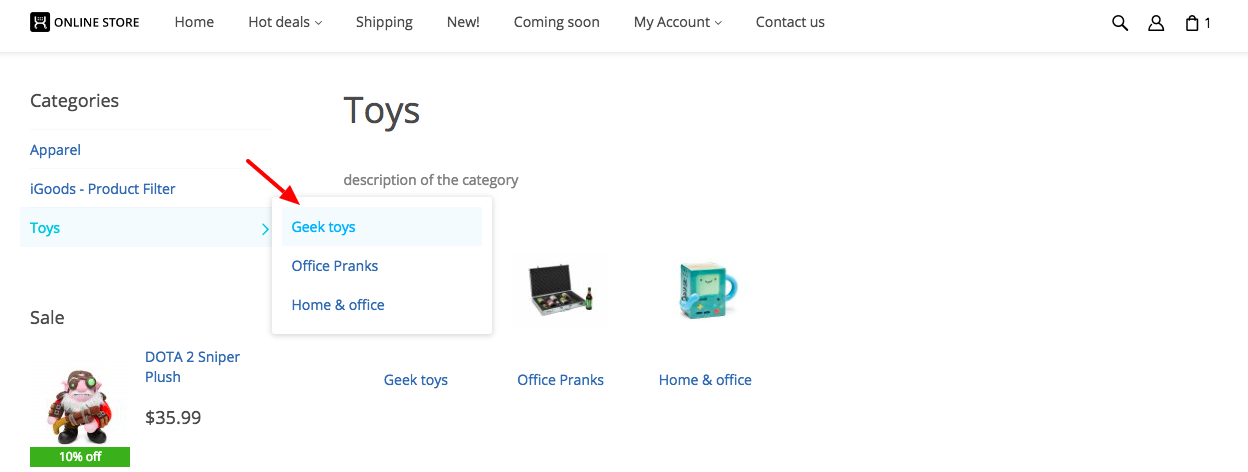 ONLINE STORE Home Hot deals Shipping New! Coming soon My Account Contact us 1
Categories
Apparel
iGoods - Product Filter
Toys
Toys
description of the category
Geek toys
Office Pranks
Home & office
Geek toys Office Pranks Home & office
Sale
DOTA 2 Sniper
Plush
$35.99
10% off